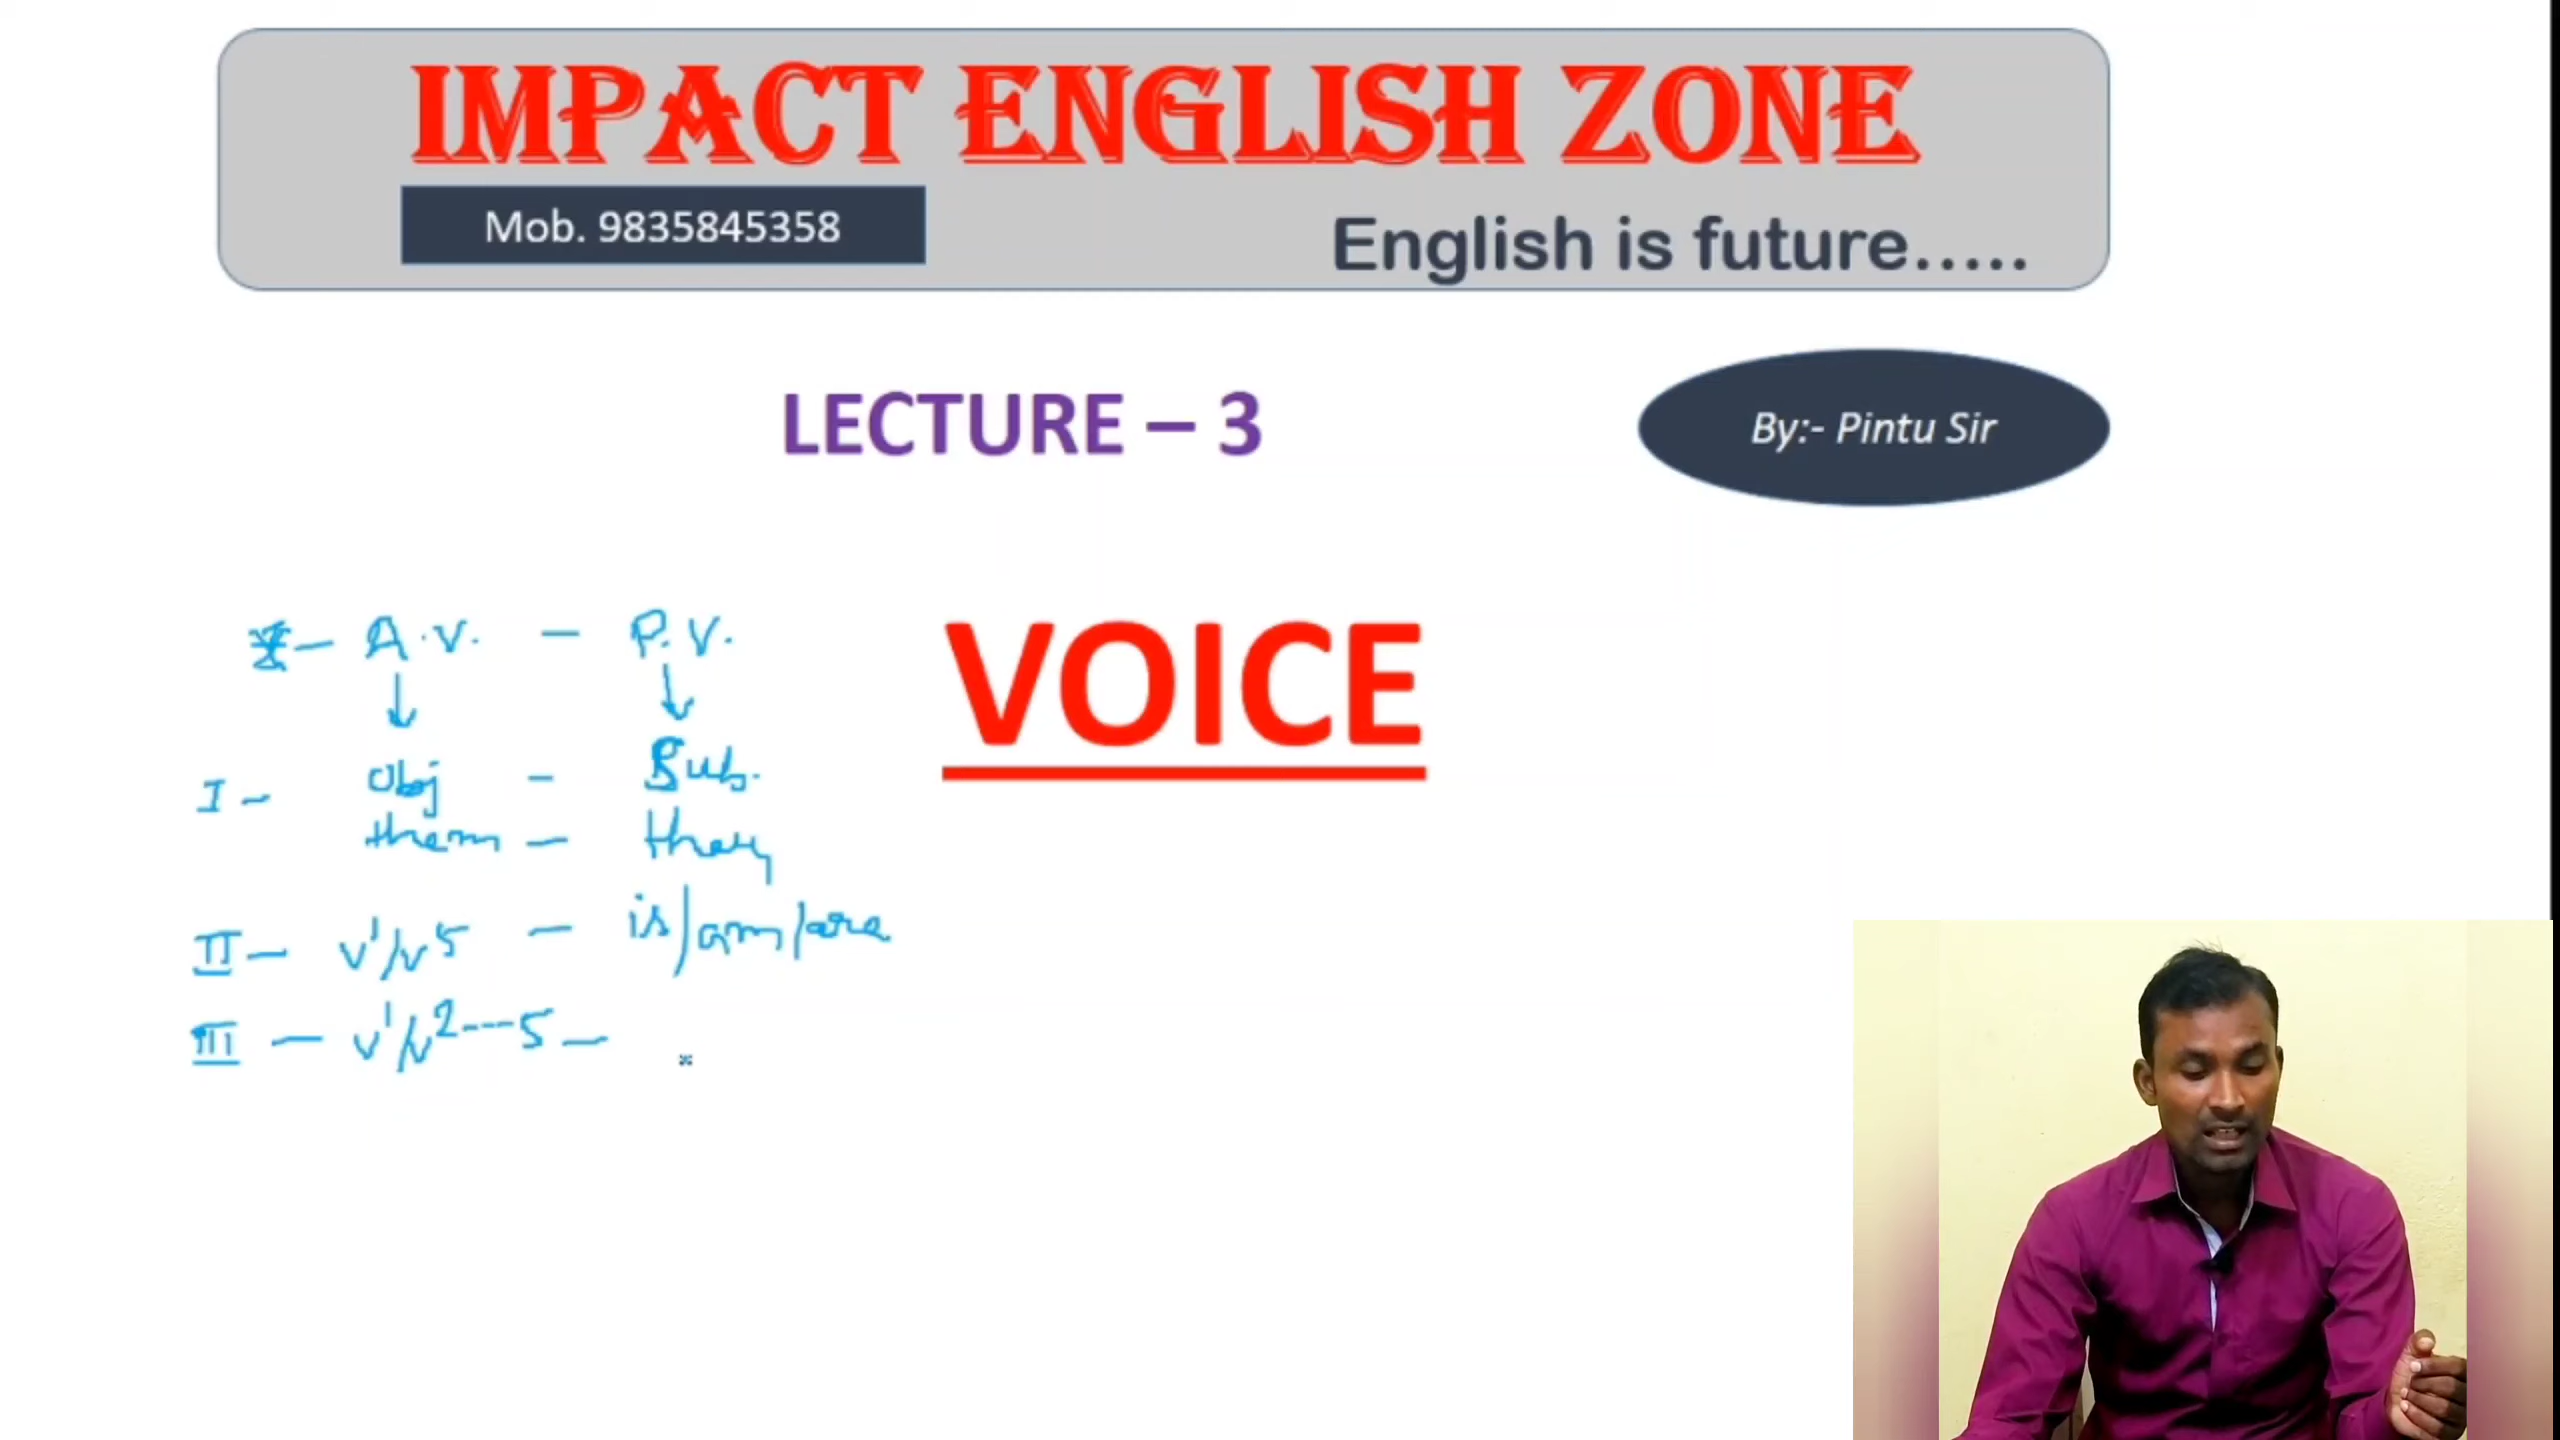 IMPACT ENGLISH ZONE
Mob. 9835845358
English is future.....
LECTURE – 3
By:- Pintu Sir
VOICE
A.V. – P.V.
↓ ↓
I – Obj – Sub.
them – they
II – v¹/v⁵ – is/am/are
III – v¹/v²---⁵ –